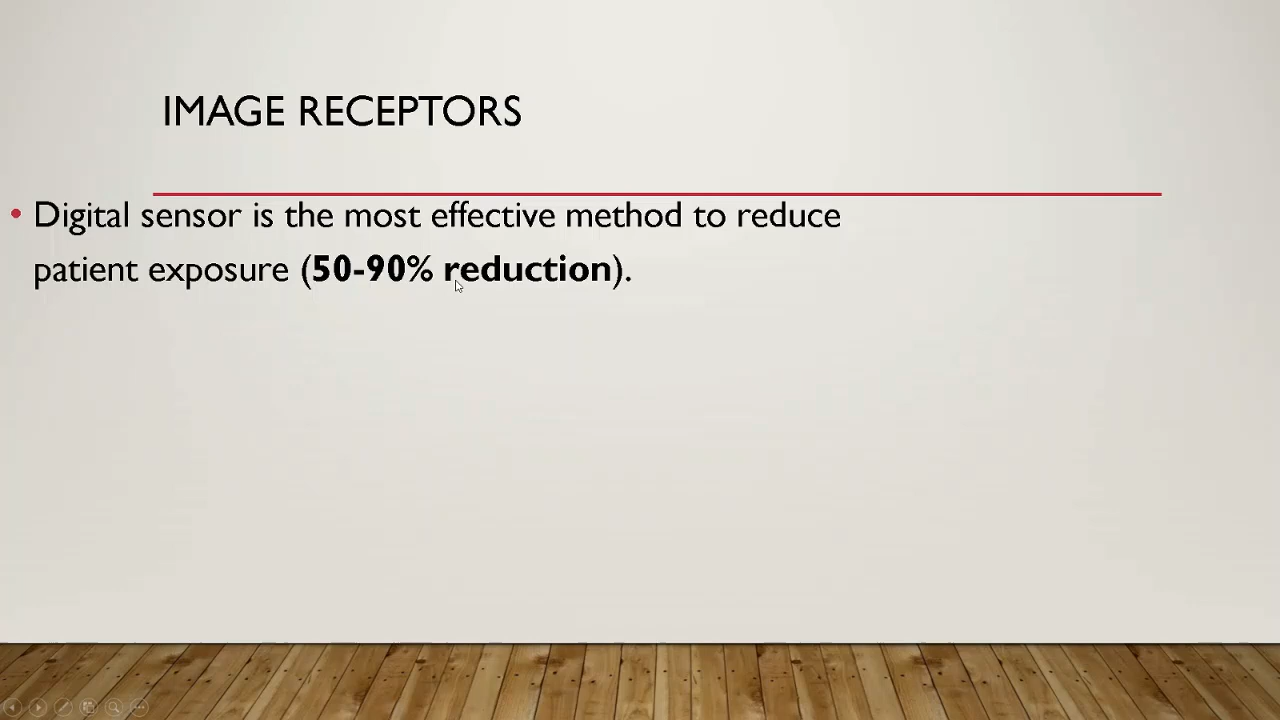 IMAGE RECEPTORS
• Digital sensor is the most effective method to reduce
patient exposure (50-90% reduction).